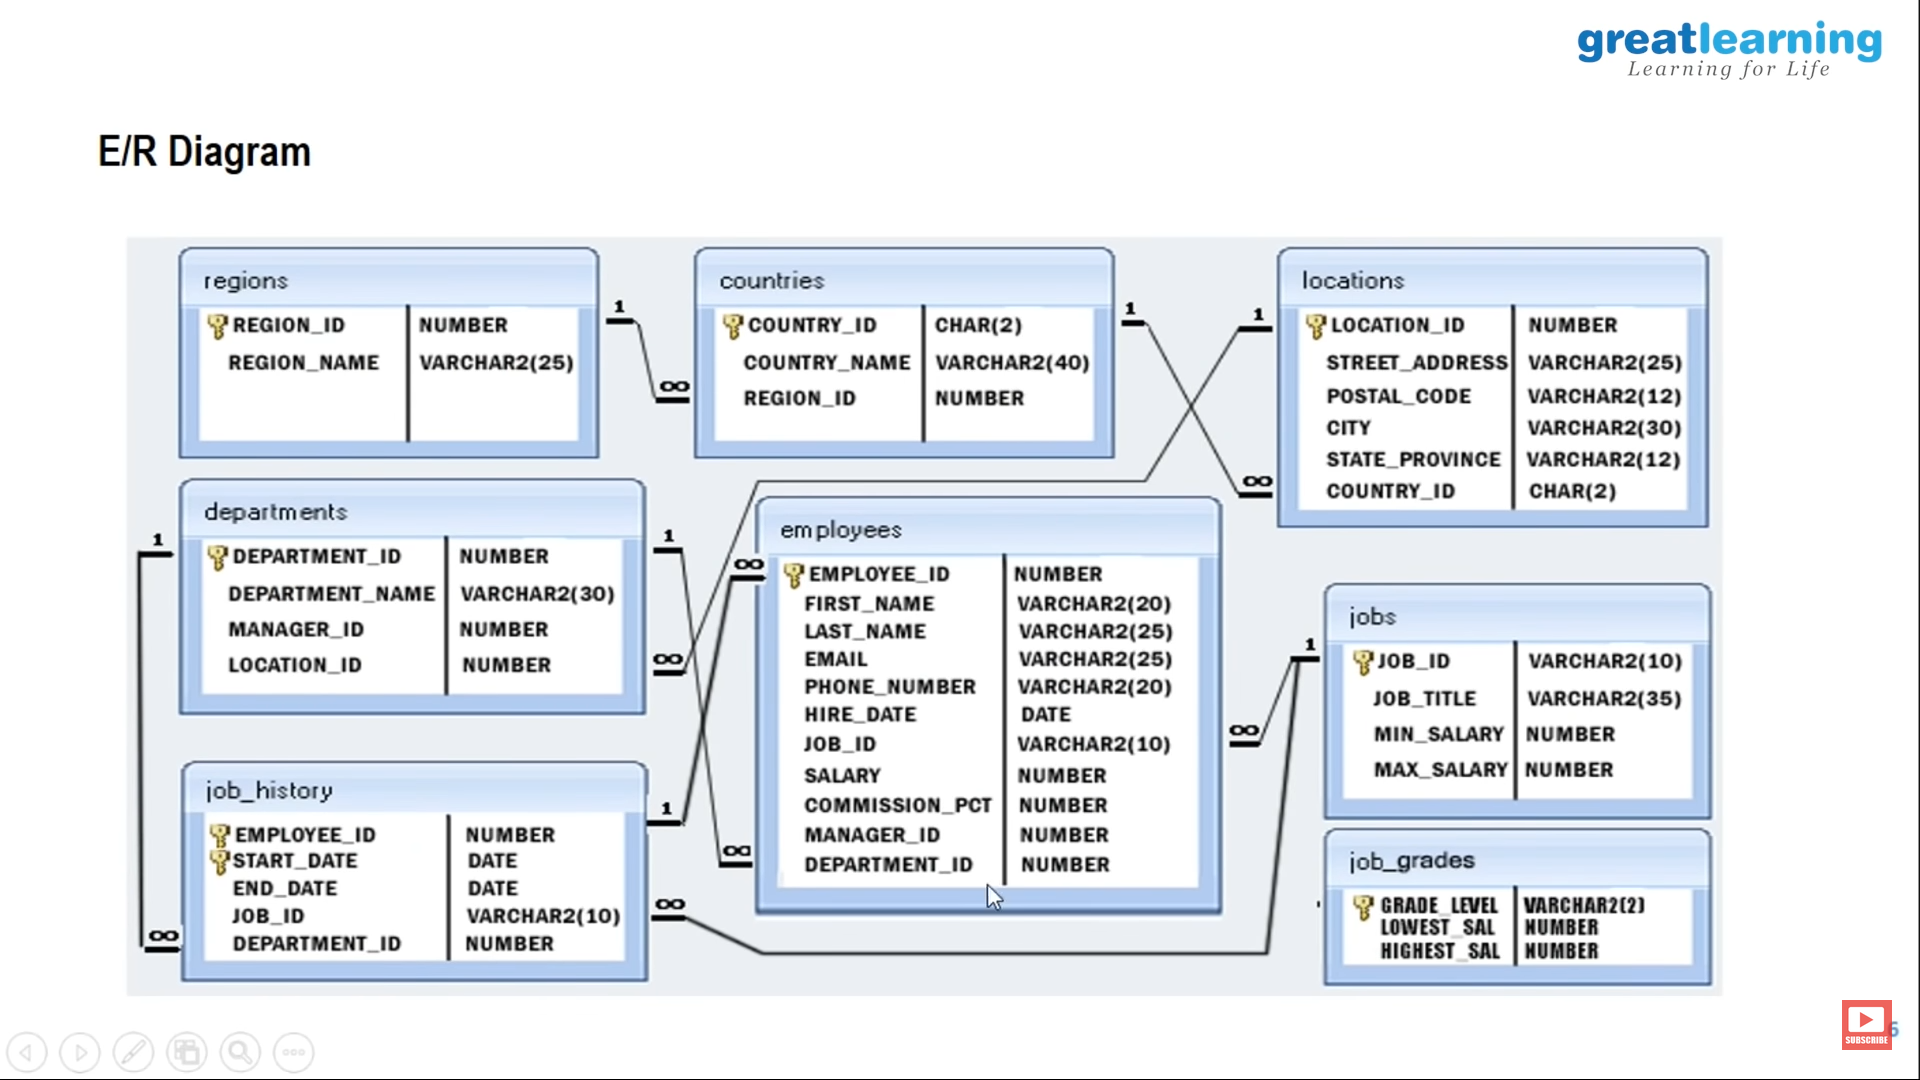 greatlearning
Learning for Life
E/R Diagram
regions
REGION_ID NUMBER
REGION_NAME VARCHAR2(25)
1
∞
countries
COUNTRY_ID CHAR(2)
COUNTRY_NAME VARCHAR2(40)
REGION_ID NUMBER
1
∞
1
locations
LOCATION_ID NUMBER
STREET_ADDRESS VARCHAR2(25)
POSTAL_CODE VARCHAR2(12)
CITY VARCHAR2(30)
STATE_PROVINCE VARCHAR2(12)
COUNTRY_ID CHAR(2)
1
departments
DEPARTMENT_ID NUMBER
DEPARTMENT_NAME VARCHAR2(30)
MANAGER_ID NUMBER
LOCATION_ID NUMBER
1
∞
∞
employees
EMPLOYEE_ID NUMBER
FIRST_NAME VARCHAR2(20)
LAST_NAME VARCHAR2(25)
EMAIL VARCHAR2(25)
PHONE_NUMBER VARCHAR2(20)
HIRE_DATE DATE
JOB_ID VARCHAR2(10)
SALARY NUMBER
COMMISSION_PCT NUMBER
MANAGER_ID NUMBER
DEPARTMENT_ID NUMBER
∞
∞
1
jobs
JOB_ID VARCHAR2(10)
JOB_TITLE VARCHAR2(35)
MIN_SALARY NUMBER
MAX_SALARY NUMBER
∞
job_history
EMPLOYEE_ID NUMBER
START_DATE DATE
END_DATE DATE
JOB_ID VARCHAR2(10)
DEPARTMENT_ID NUMBER
1
∞
job_grades
GRADE_LEVEL VARCHAR2(2)
LOWEST_SAL NUMBER
HIGHEST_SAL NUMBER
SUBSCRIBE
6